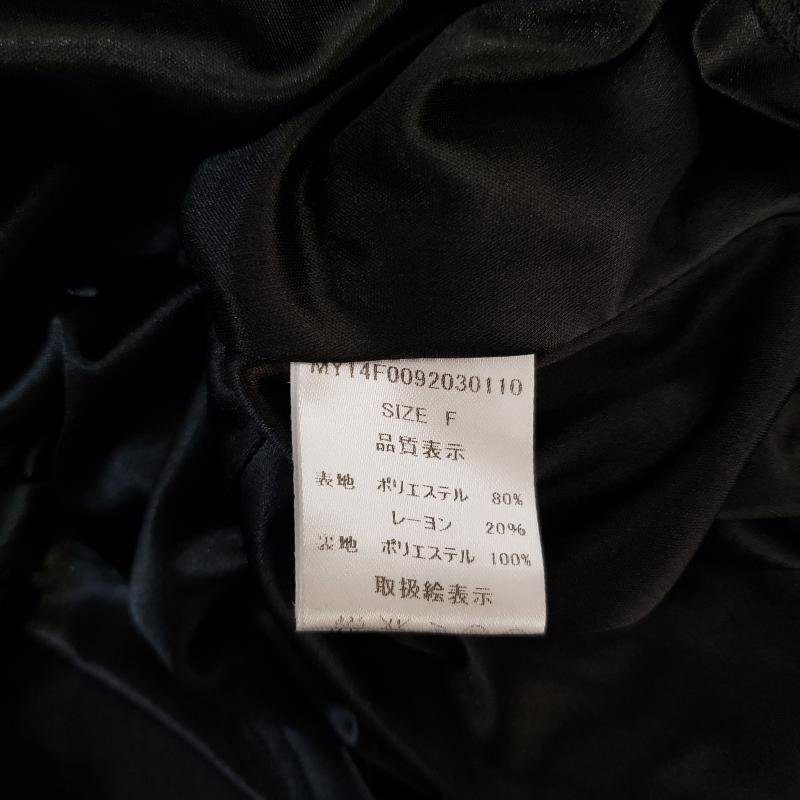 MY14F0092030110
SIZE F
品質表示
表地 ポリエステル 80%
レーヨン 20%
裏地 ポリエステル 100%
取扱絵表示